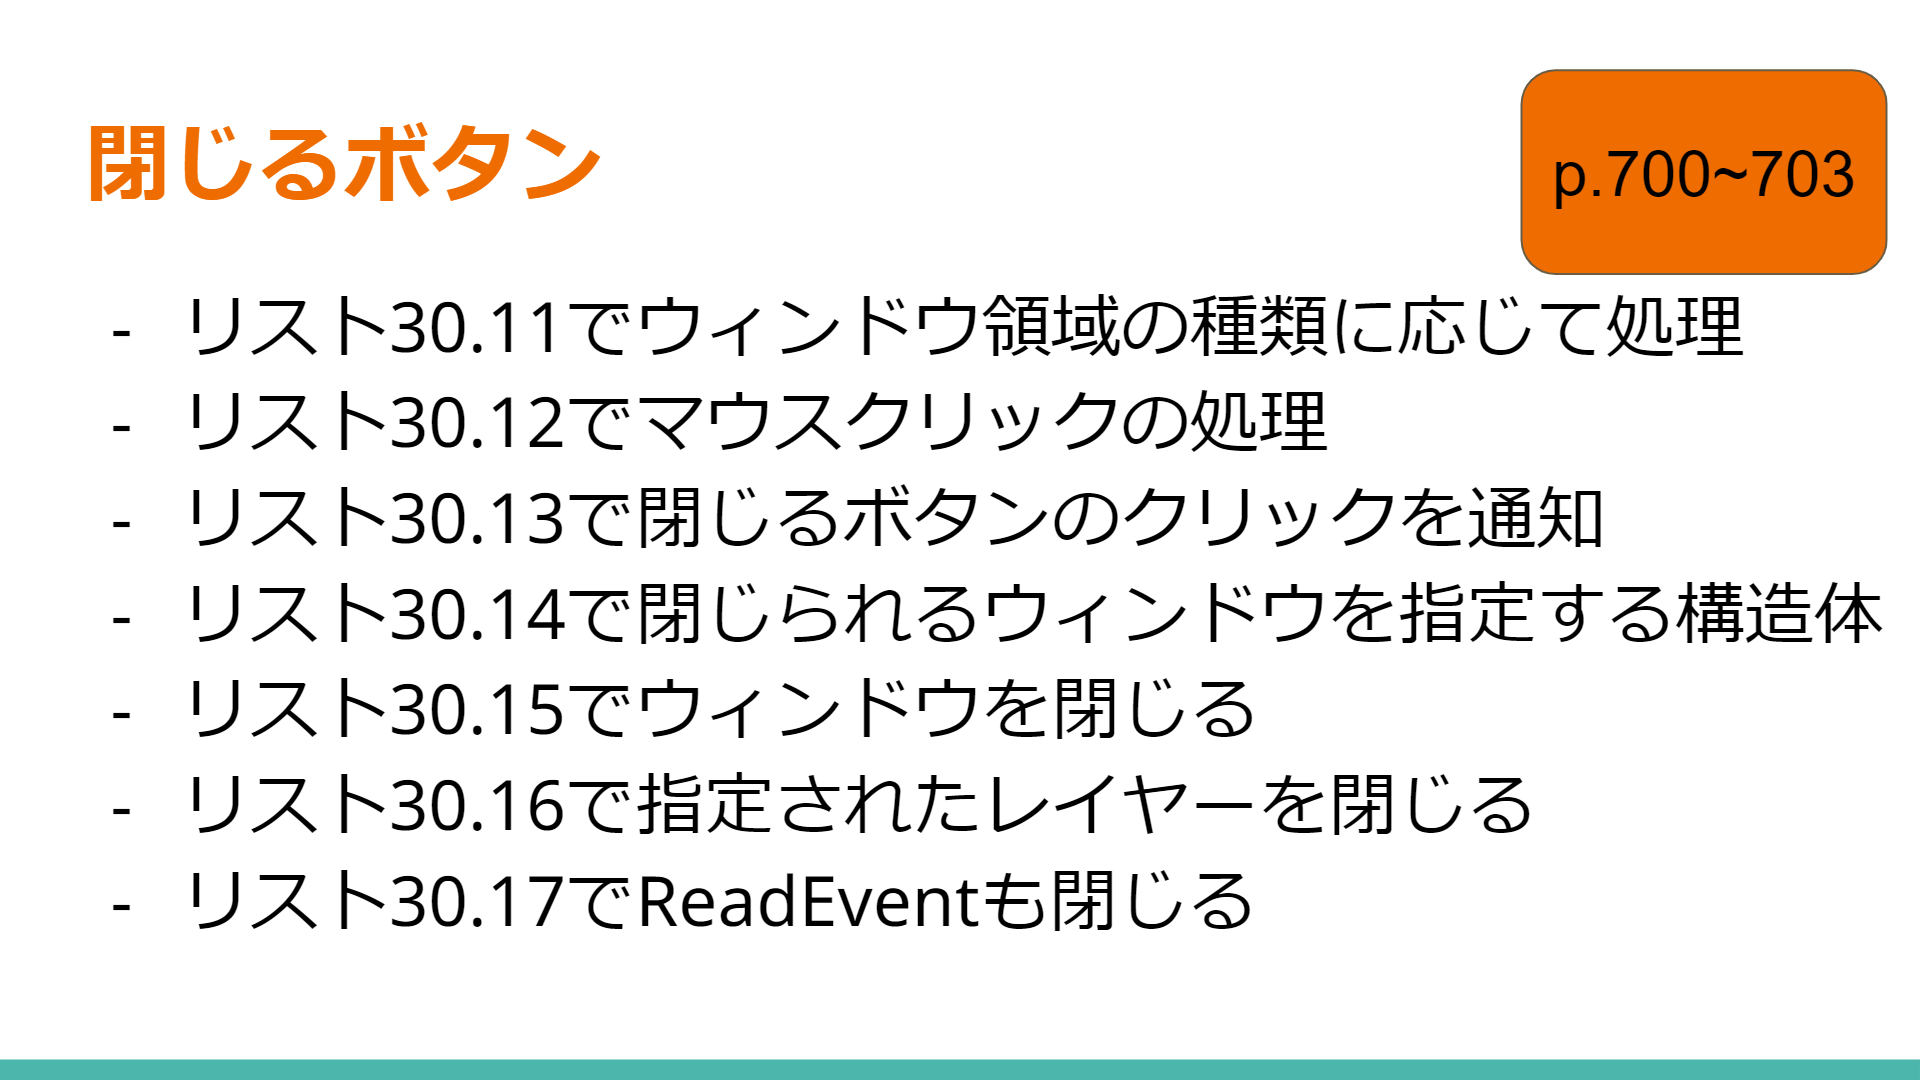 閉じるボタン
p.700~703
- リスト30.11でウィンドウ領域の種類に応じて処理
- リスト30.12でマウスクリックの処理
- リスト30.13で閉じるボタンのクリックを通知
- リスト30.14で閉じられるウィンドウを指定する構造体
- リスト30.15でウィンドウを閉じる
- リスト30.16で指定されたレイヤーを閉じる
- リスト30.17でReadEventも閉じる